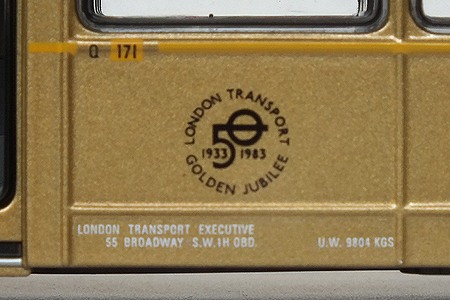 Q 171
LONDON TRANSPORT
50
1933 1983
GOLDEN JUBILEE
LONDON TRANSPORT EXECUTIVE
55 BROADWAY S.W.1H 0BD.
U.W. 9804 KGS